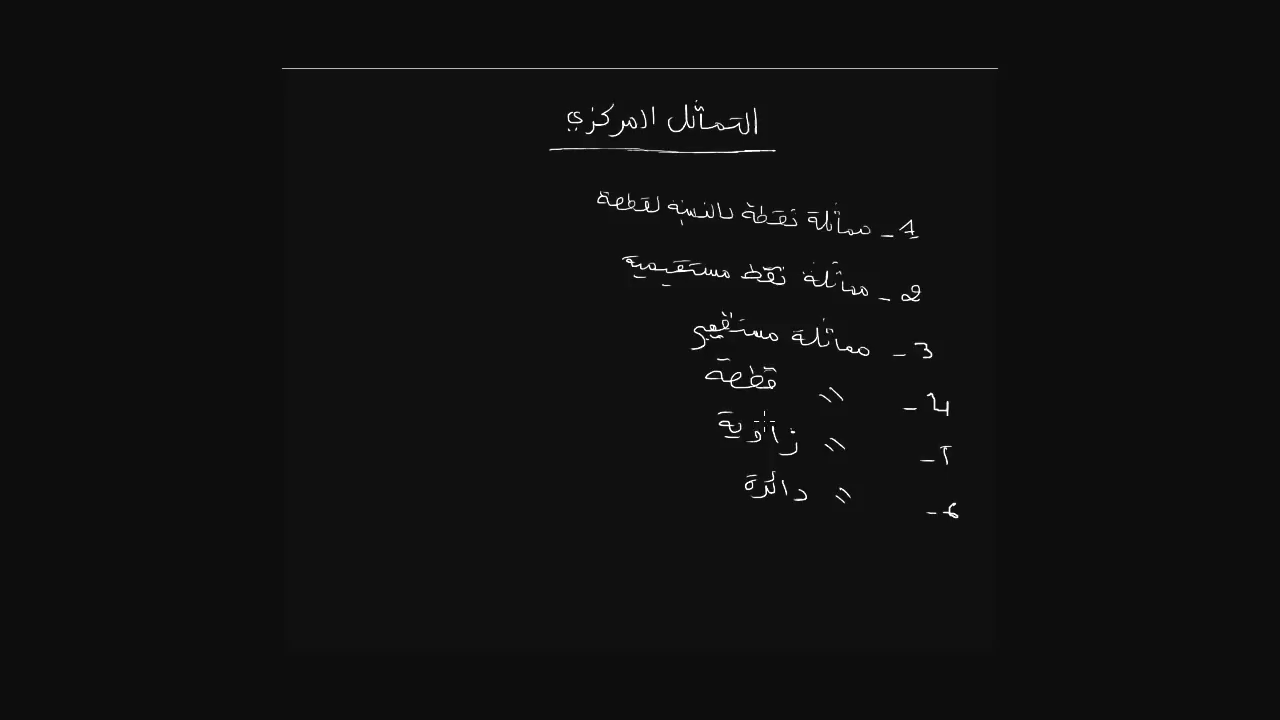 التماثل المركزي
1- مماثلة نقطة بالنسبة لقطعة
2- مماثلة نقط مستقيمية
3- مماثلة مستقيم
4- " قطعة
5- " زاوية
6- " دائرة